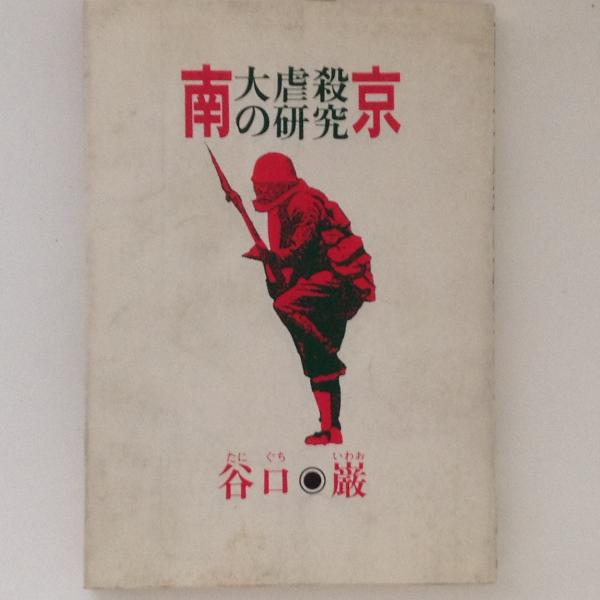 南京
大虐殺
の研究
たに ぐち いわお
谷口◉巌